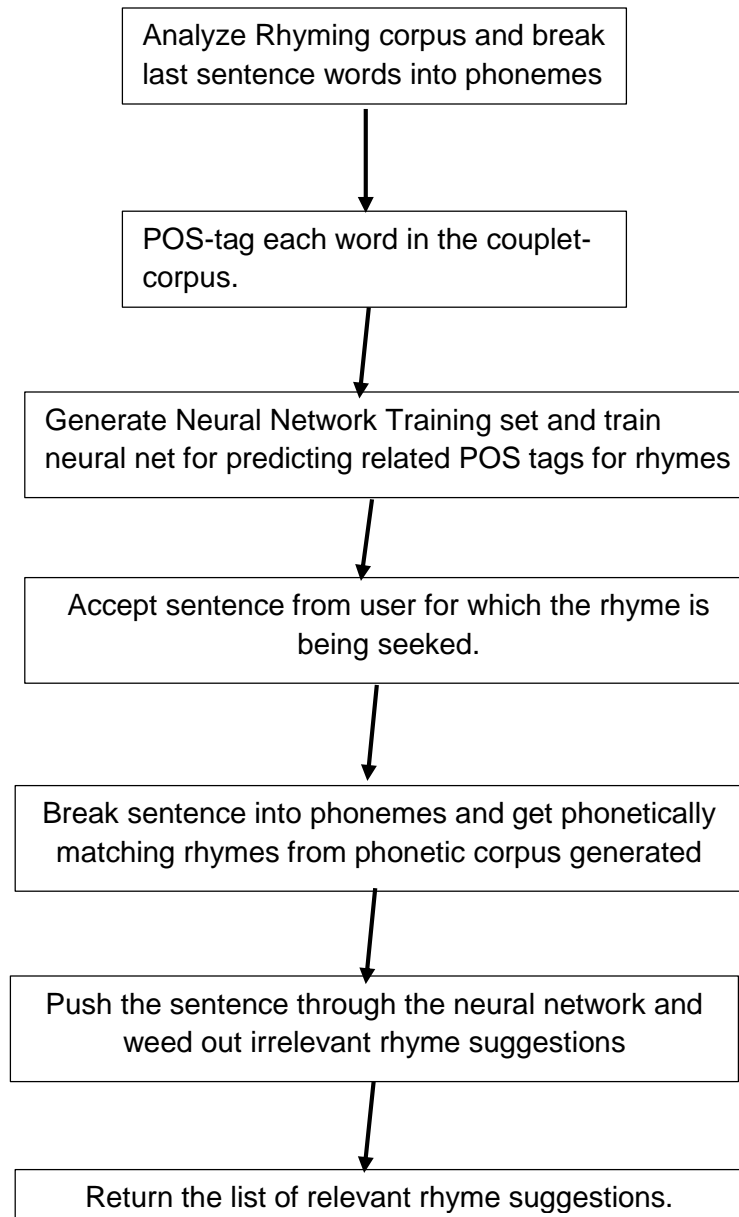 Analyze Rhyming corpus and break
last sentence words into phonemes
POS-tag each word in the couplet-
corpus.
Generate Neural Network Training set and train
neural net for predicting related POS tags for rhymes
Accept sentence from user for which the rhyme is
being seeked.
Break sentence into phonemes and get phonetically
matching rhymes from phonetic corpus generated
Push the sentence through the neural network and
weed out irrelevant rhyme suggestions
Return the list of relevant rhyme suggestions.